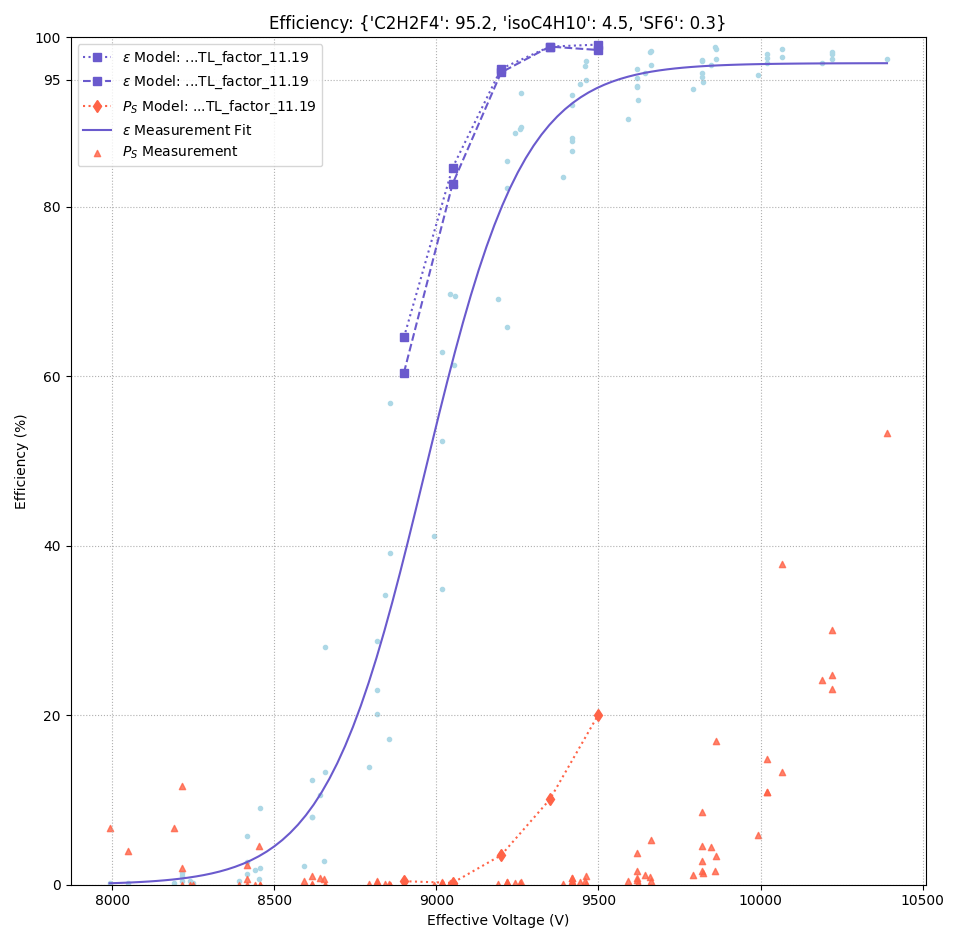 Efficiency: {'C2H2F4': 95.2, 'isoC4H10': 4.5, 'SF6': 0.3}
ε Model: ...TL_factor_11.19
ε Model: ...TL_factor_11.19
P_S Model: ...TL_factor_11.19
ε Measurement Fit
P_S Measurement
Efficiency (%)
100
95
80
60
40
20
0
8000 8500 9000 9500 10000 10500
Effective Voltage (V)